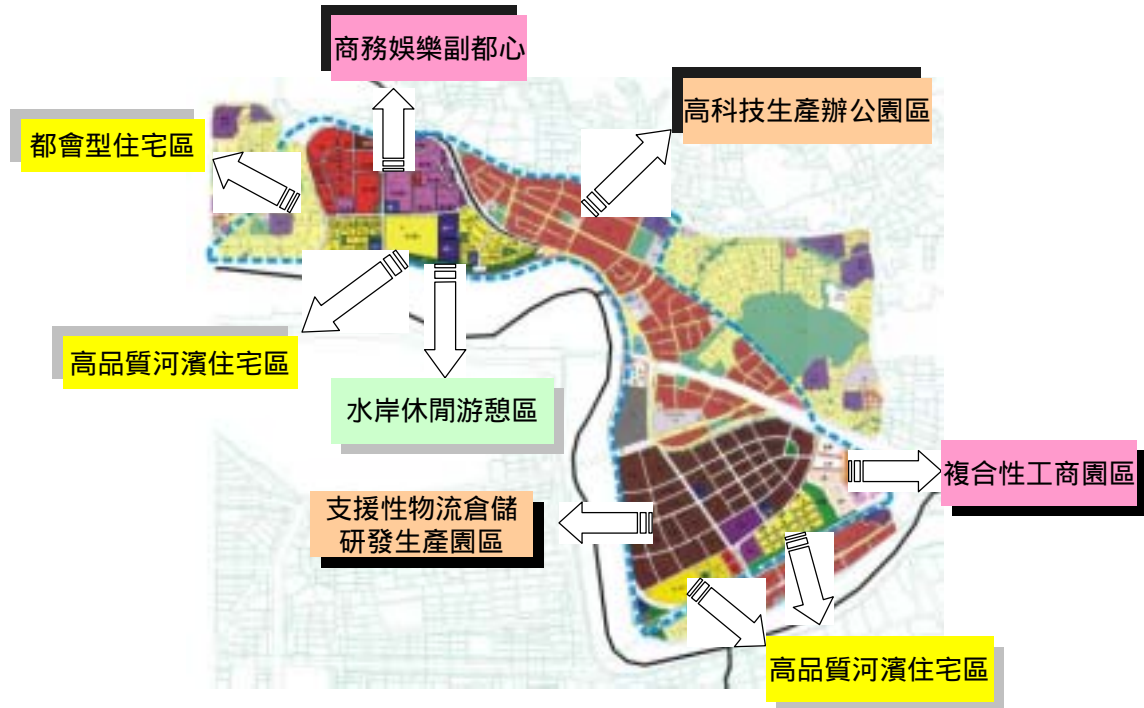 商務娛樂副都心
高科技生產辦公園區
都會型住宅區
高品質河濱住宅區
水岸休閒游憩區
複合性工商園區
支援性物流倉儲
研發生產園區
高品質河濱住宅區